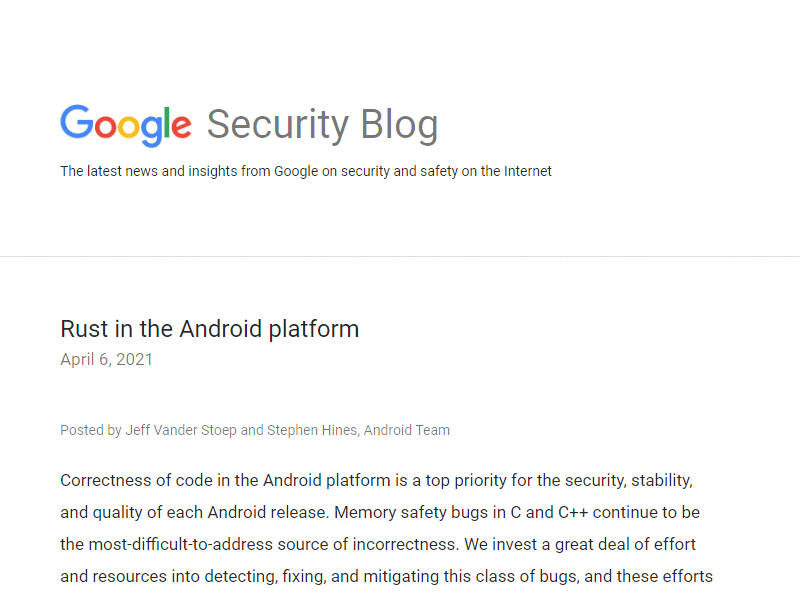 Google Security Blog
The latest news and insights from Google on security and safety on the Internet
Rust in the Android platform
April 6, 2021
Posted by Jeff Vander Stoep and Stephen Hines, Android Team
Correctness of code in the Android platform is a top priority for the security, stability,
and quality of each Android release. Memory safety bugs in C and C++ continue to be
the most-difficult-to-address source of incorrectness. We invest a great deal of effort
and resources into detecting, fixing, and mitigating this class of bugs, and these efforts